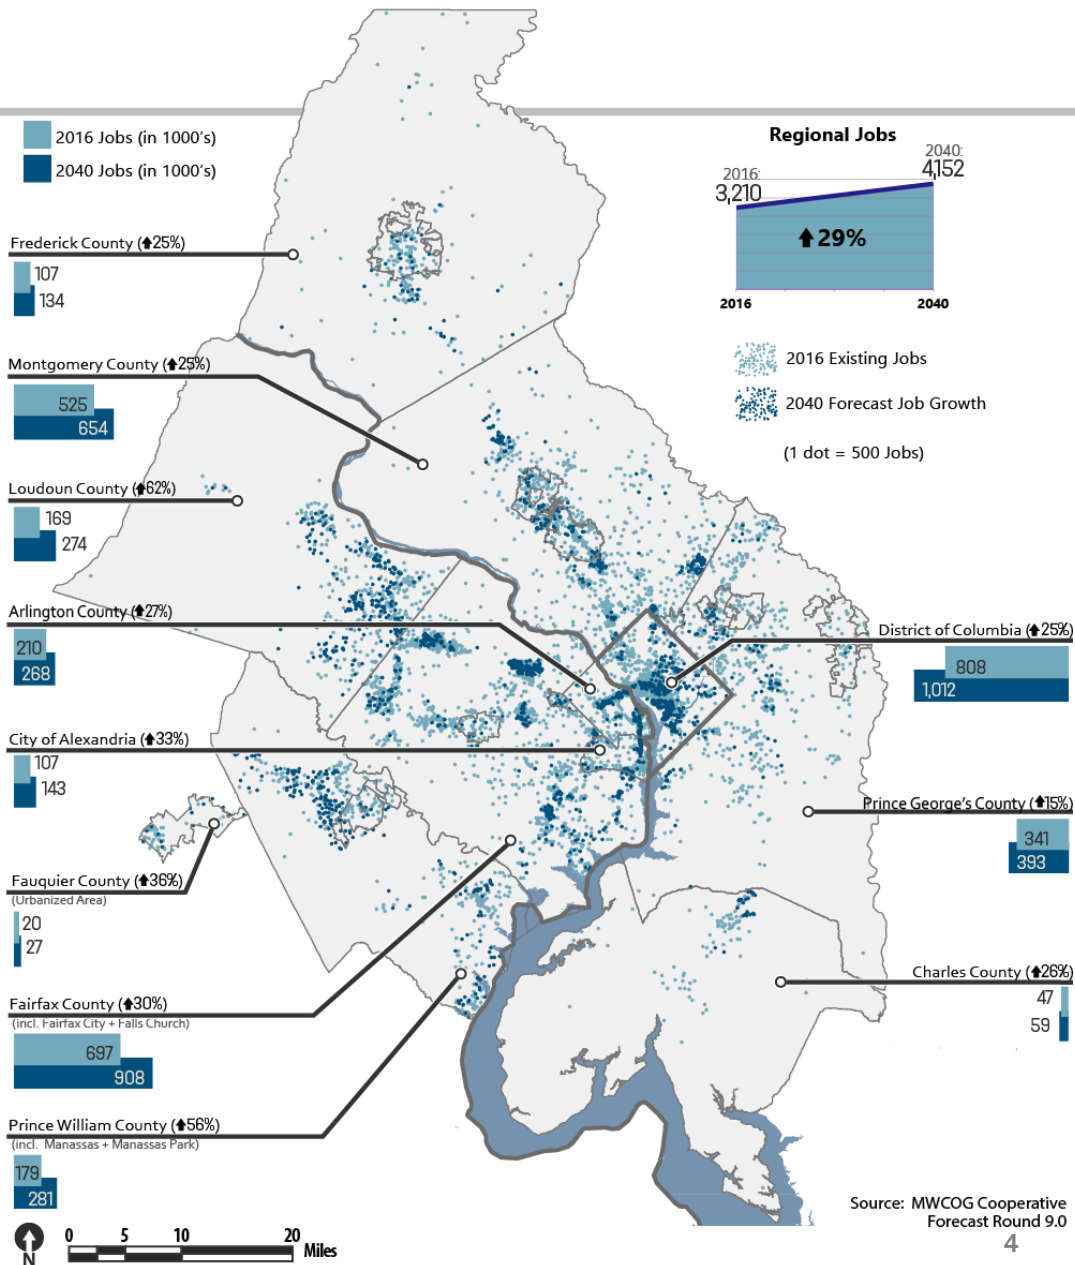 2016 Jobs (in 1000's)
2040 Jobs (in 1000's)
Regional Jobs
2016:
3,210
2040:
4,152
⬆29%
2016
2040
2016 Existing Jobs
2040 Forecast Job Growth
(1 dot = 500 Jobs)
Frederick County (⬆25%)
107
134
Montgomery County (⬆25%)
525
654
Loudoun County (⬆62%)
169
274
Arlington County (⬆27%)
210
268
District of Columbia (⬆25%)
808
1,012
City of Alexandria (⬆33%)
107
143
Prince George's County (⬆15%)
341
393
Fauquier County (⬆36%)
(Urbanized Area)
20
27
Charles County (⬆26%)
47
59
Fairfax County (⬆30%)
(incl. Fairfax City + Falls Church)
697
908
Prince William County (⬆56%)
(incl. Manassas + Manassas Park)
179
281
N
0 5 10 20
Miles
Source: MWCOG Cooperative
Forecast Round 9.0
4